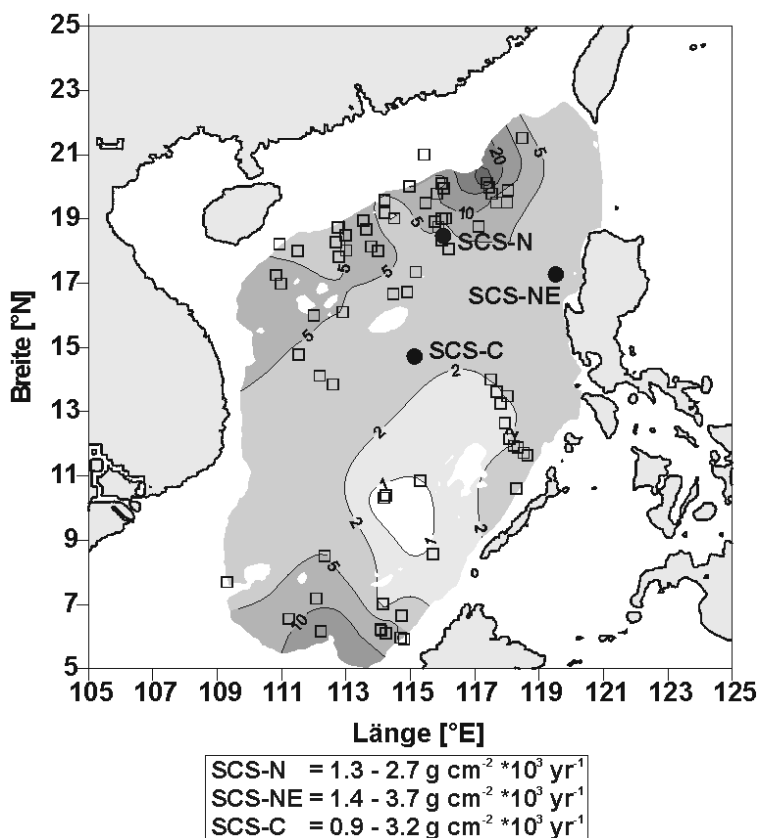 25
23
21
19
17
15
13
11
9
7
5
Breite [°N]
20
5
10
5
SCS-N
5
5
SCS-NE
5
SCS-C
2
2
1
2
2
1
5
10
105 107 109 111 113 115 117 119 121 123 125
Länge [°E]
SCS-N = 1.3 - 2.7 g cm⁻² *10³ yr⁻¹
SCS-NE = 1.4 - 3.7 g cm⁻² *10³ yr⁻¹
SCS-C = 0.9 - 3.2 g cm⁻² *10³ yr⁻¹